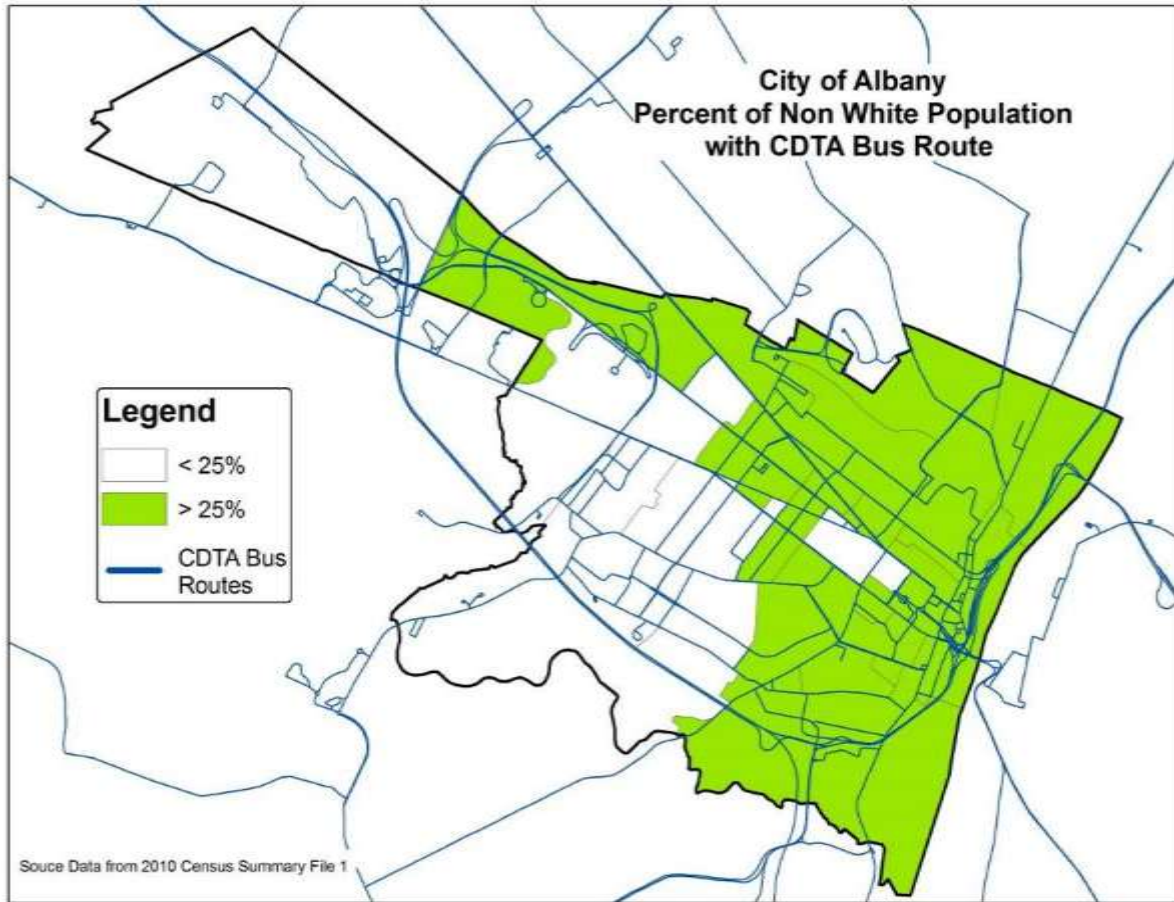 City of Albany
Percent of Non White Population
with CDTA Bus Route
Legend
< 25%
> 25%
CDTA Bus
Routes
Souce Data from 2010 Census Summary File 1